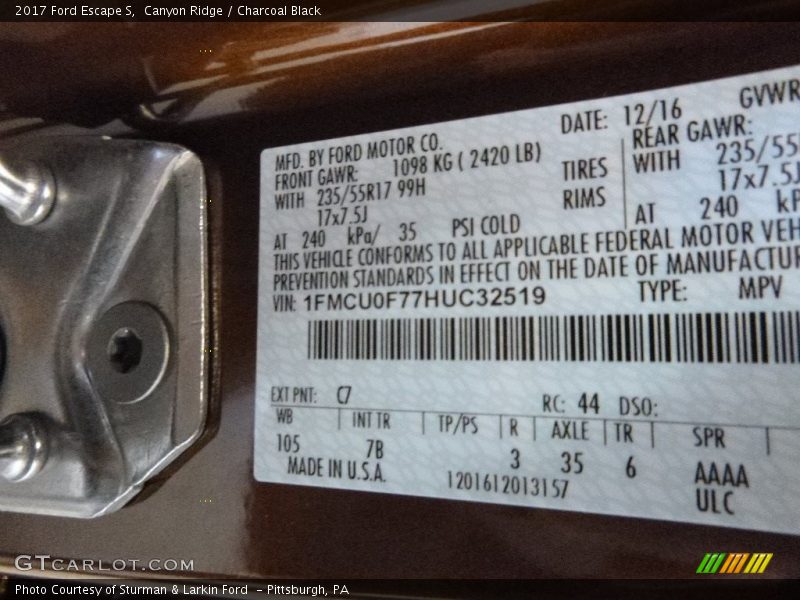 2017 Ford Escape S,  Canyon Ridge / Charcoal Black
MFD. BY FORD MOTOR CO.
DATE: 12/16
GVWR
FRONT GAWR: 1098 KG ( 2420 LB)
REAR GAWR:
WITH 235/55R17 99H
TIRES
WITH 235/55
17x7.5J
RIMS
17x7.5J
AT 240 kPa/ 35 PSI COLD
AT 240 kP
THIS VEHICLE CONFORMS TO ALL APPLICABLE FEDERAL MOTOR VEH
PREVENTION STANDARDS IN EFFECT ON THE DATE OF MANUFACTUR
VIN: 1FMCU0F77HUC32519
TYPE: MPV
EXT PNT: C7
RC: 44 DSO:
WB INT TR TP/PS R AXLE TR SPR
105 7B 3 35 6 AAAA
MADE IN U.S.A. 1201612013157 ULC
GTCARLOT.COM
Photo Courtesy of Sturman & Larkin Ford  - Pittsburgh, PA